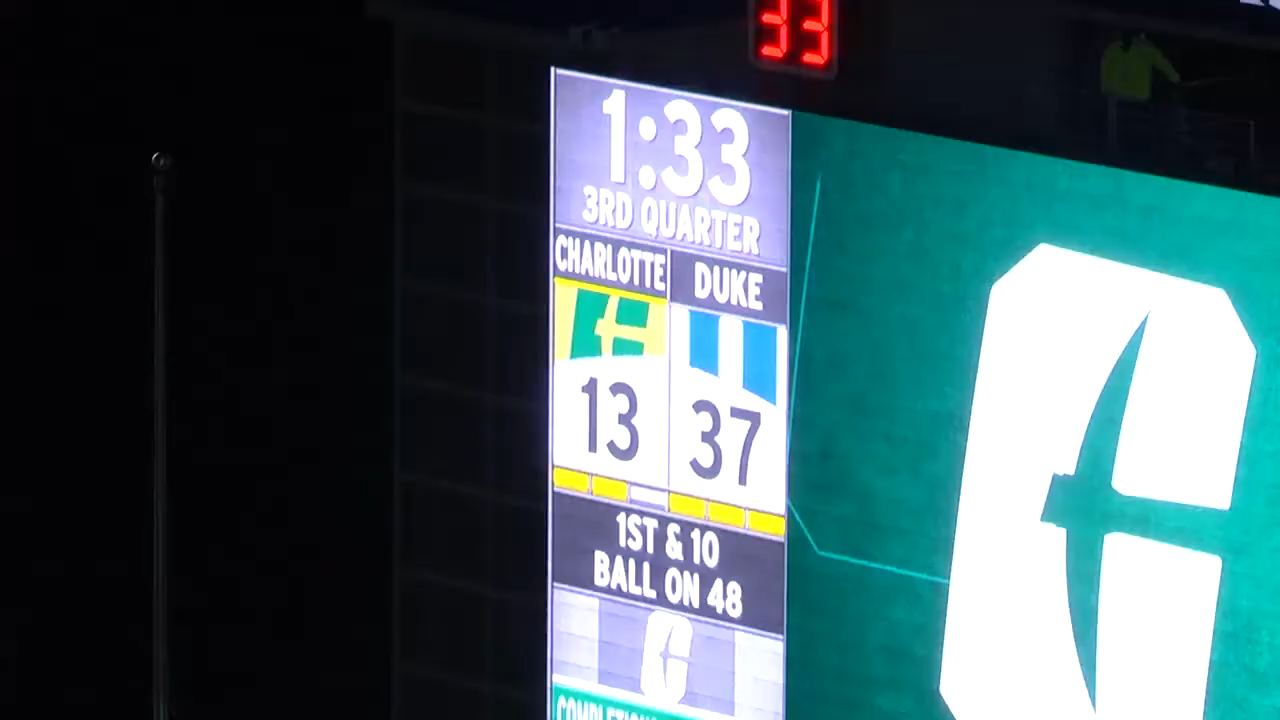 33
1:33
3RD QUARTER
CHARLOTTE DUKE
13 37
1ST & 10
BALL ON 48